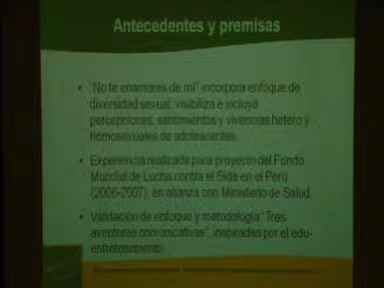 Antecedentes y premisas
• "No te enamores de mi" incorpora enfoque de
diversidad sexual, visibiliza e incluye
percepciones, sentimientos y vivencias hetero y
homosexuales de adolescentes.
• Experiencia realizada para proyecto del Fondo
Mundial de Lucha contra el Sida en el Perú
(2006-2007), en alianza con Ministerio de Salud.
• Validación de enfoque y metodología "Tres
aventuras comunicativas", inspiradas por el edu-
entretenimiento.